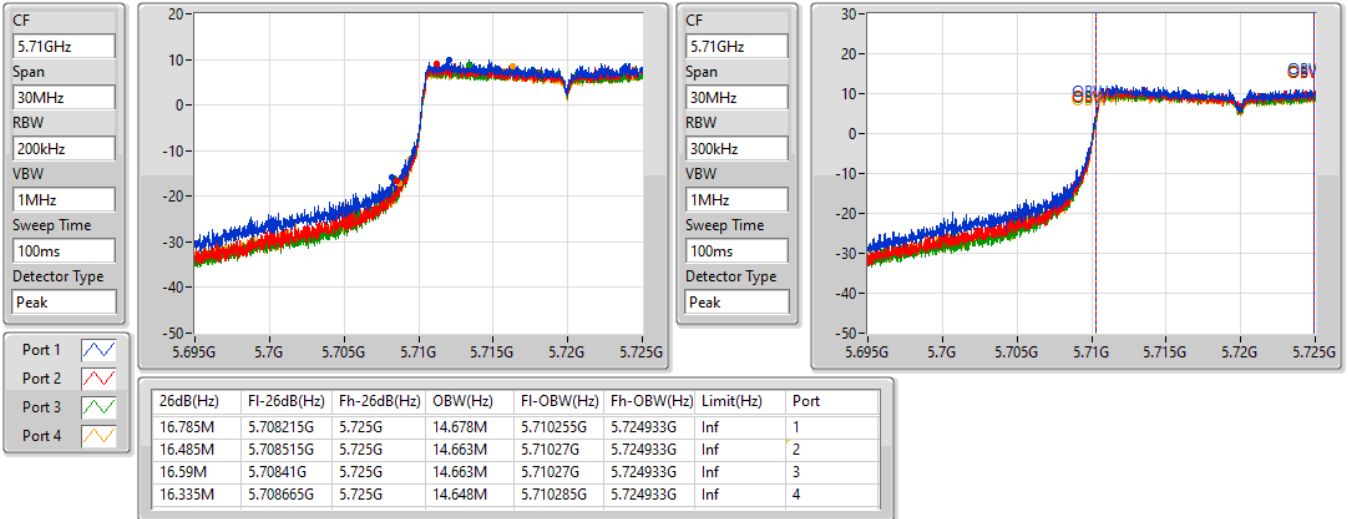 CF
5.71GHz
Span
30MHz
RBW
200kHz
VBW
1MHz
Sweep Time
100ms
Detector Type
Peak
20
10
0
-10
-20
-30
-40
-50
5.695G 5.7G 5.705G 5.71G 5.715G 5.72G 5.725G
CF
5.71GHz
Span
30MHz
RBW
300kHz
VBW
1MHz
Sweep Time
100ms
Detector Type
Peak
30
20
10
0
-10
-20
-30
-40
-50
OBW
OBW
5.695G 5.7G 5.705G 5.71G 5.715G 5.72G 5.725G
Port 1
Port 2
Port 3
Port 4
26dB(Hz) Fl-26dB(Hz) Fh-26dB(Hz) OBW(Hz) Fl-OBW(Hz) Fh-OBW(Hz) Limit(Hz) Port
16.785M 5.708215G 5.725G 14.678M 5.710255G 5.724933G Inf 1
16.485M 5.708515G 5.725G 14.663M 5.71027G 5.724933G Inf 2
16.59M 5.70841G 5.725G 14.663M 5.71027G 5.724933G Inf 3
16.335M 5.708665G 5.725G 14.648M 5.710285G 5.724933G Inf 4